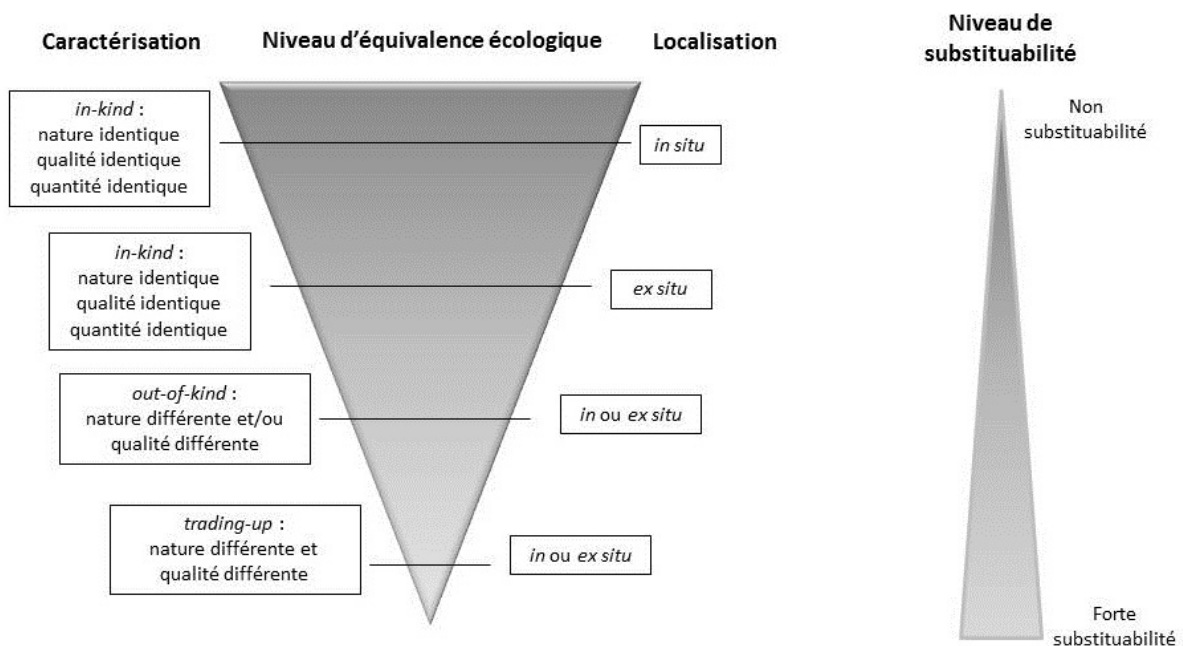 Caractérisation
Niveau d'équivalence écologique
Localisation
Niveau de
substituabilité
in-kind :
nature identique
qualité identique
quantité identique
in situ
Non
substituabilité
in-kind :
nature identique
qualité identique
quantité identique
ex situ
out-of-kind :
nature différente et/ou
qualité différente
in ou ex situ
trading-up :
nature différente et
qualité différente
in ou ex situ
Forte
substituabilité